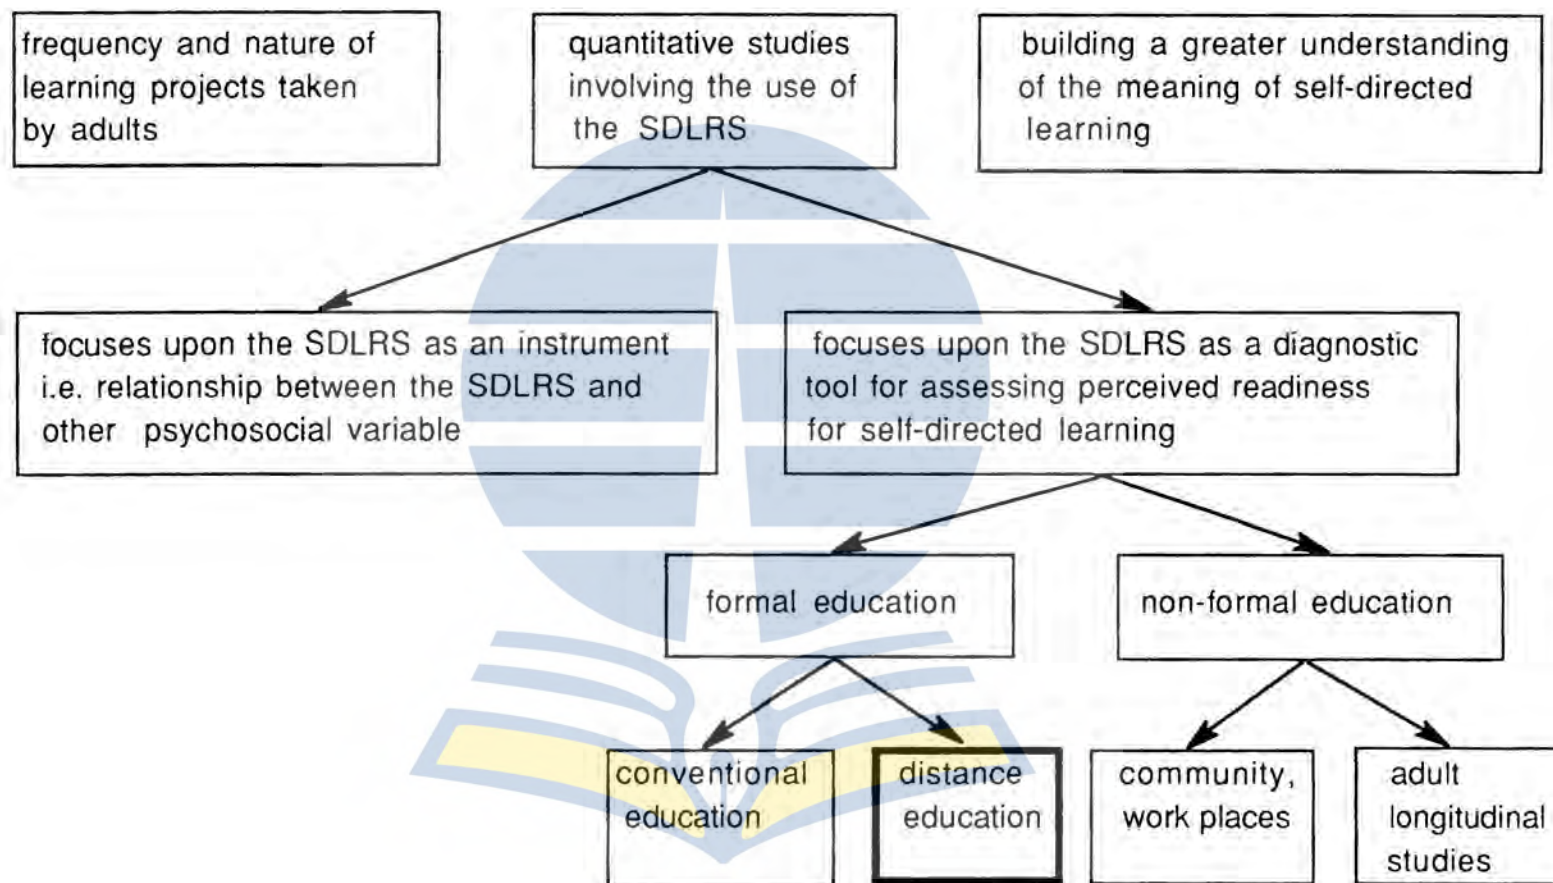 frequency and nature of
learning projects taken
by adults
quantitative studies
involving the use of
the SDLRS
building a greater understanding
of the meaning of self-directed
learning
focuses upon the SDLRS as an instrument
i.e. relationship between the SDLRS and
other psychosocial variable
focuses upon the SDLRS as a diagnostic
tool for assessing perceived readiness
for self-directed learning
formal education
non-formal education
conventional
education
distance
education
community,
work places
adult
longitudinal
studies